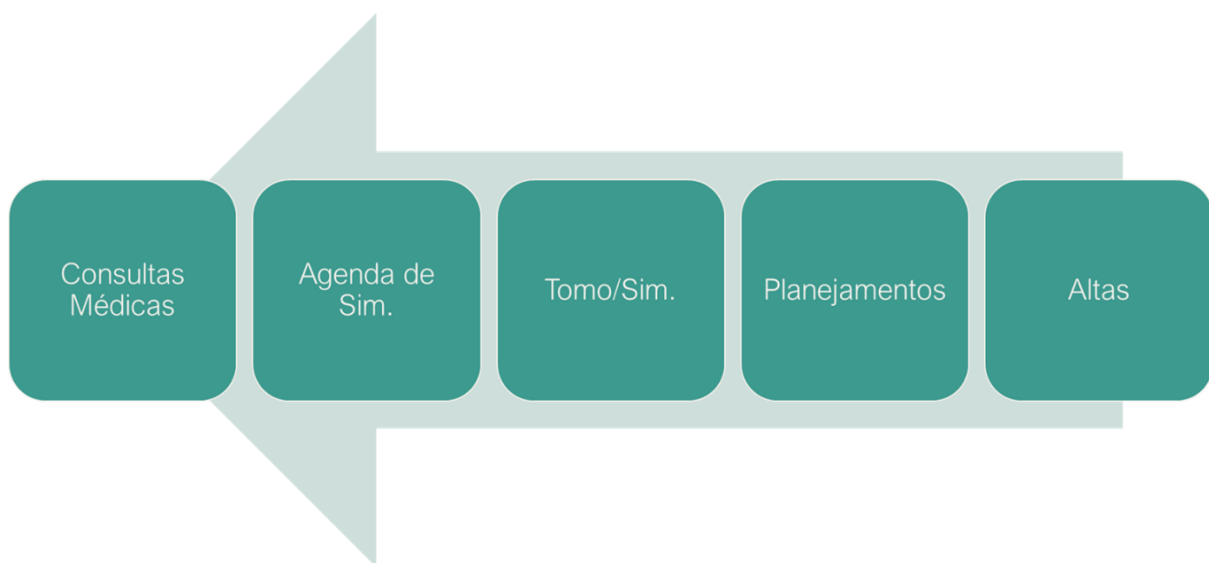 Consultas
Médicas
Agenda de
Sim.
Tomo/Sim.
Planejamentos
Altas